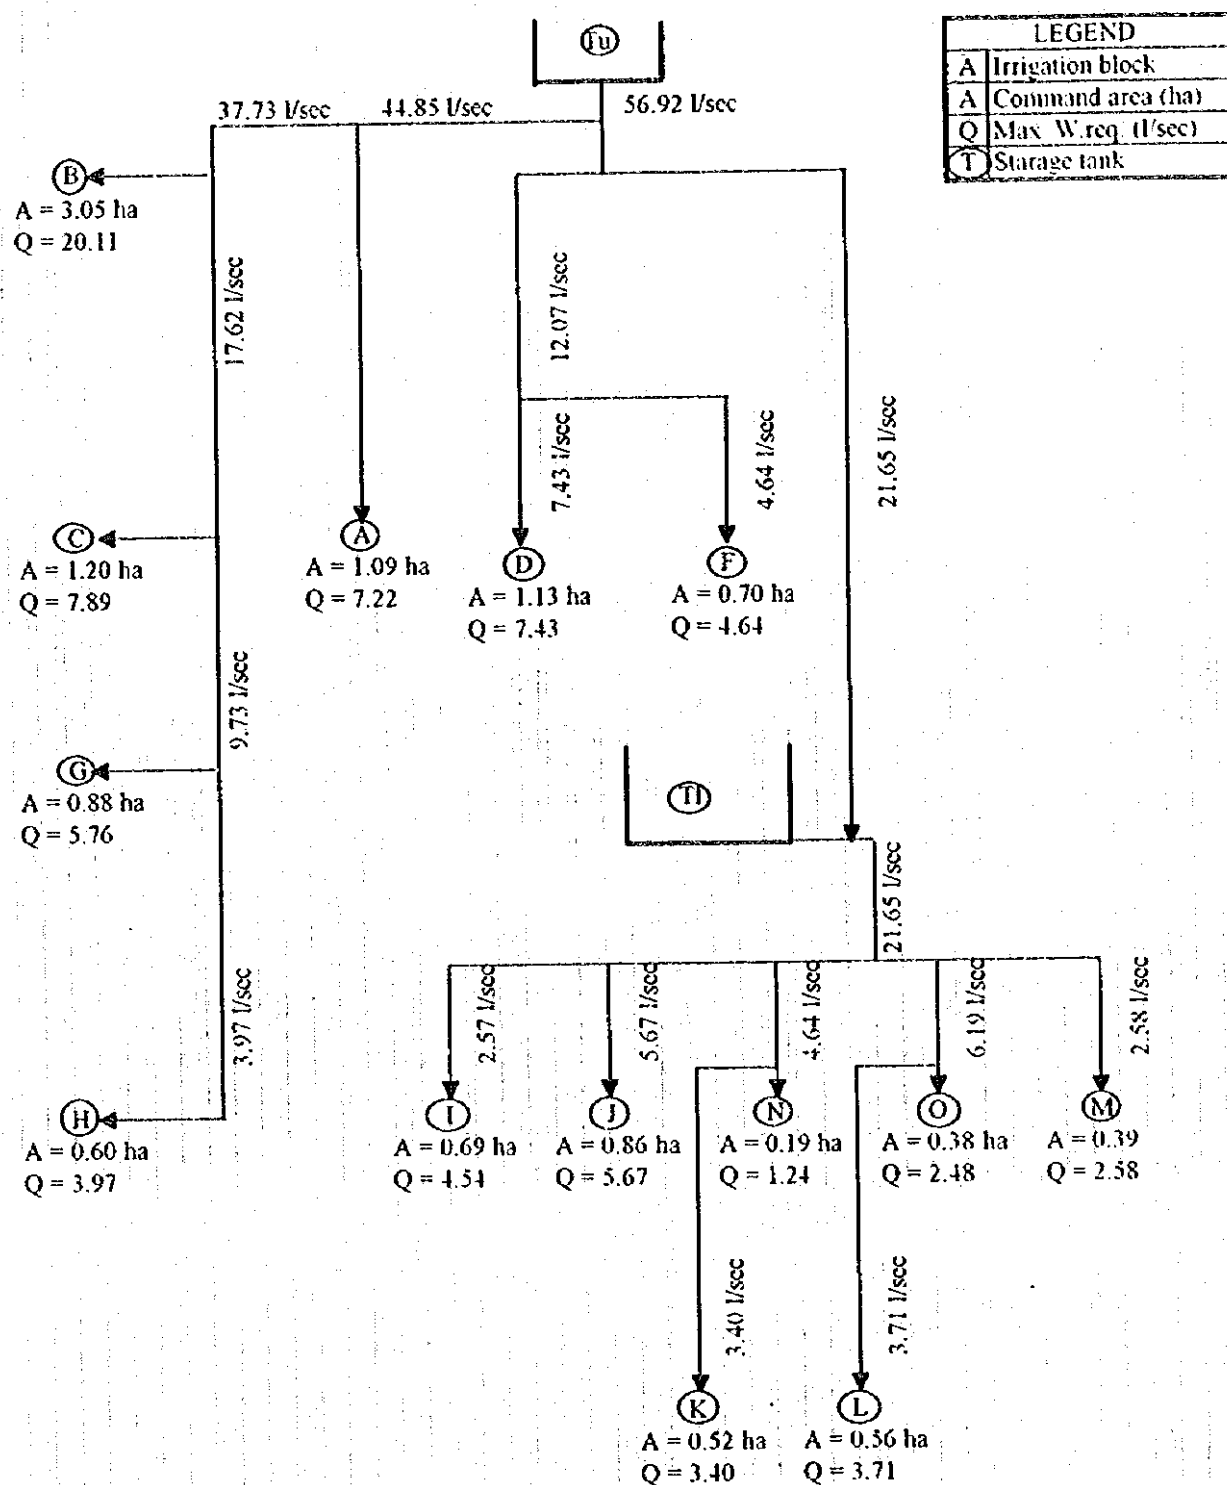 Tu
LEGEND
A Irrigation block
A Command area (ha)
Q Max. W.req. (l/sec)
T Starage tank
37.73 l/sec
44.85 l/sec
56.92 l/sec
B
A = 3.05 ha
Q = 20.11
17.62 l/sec
12.07 l/sec
7.43 l/sec
4.64 l/sec
21.65 l/sec
C
A = 1.20 ha
Q = 7.89
A
A = 1.09 ha
Q = 7.22
D
A = 1.13 ha
Q = 7.43
F
A = 0.70 ha
Q = 4.64
9.73 l/sec
G
A = 0.88 ha
Q = 5.76
Tl
21.65 l/sec
3.97 l/sec
2.57 l/sec
5.67 l/sec
4.64 l/sec
6.19 l/sec
2.58 l/sec
H
A = 0.60 ha
Q = 3.97
I
A = 0.69 ha
Q = 4.54
J
A = 0.86 ha
Q = 5.67
N
A = 0.19 ha
Q = 1.24
O
A = 0.38 ha
Q = 2.48
M
A = 0.39
Q = 2.58
3.40 l/sec
3.71 l/sec
K
A = 0.52 ha
Q = 3.40
L
A = 0.56 ha
Q = 3.71